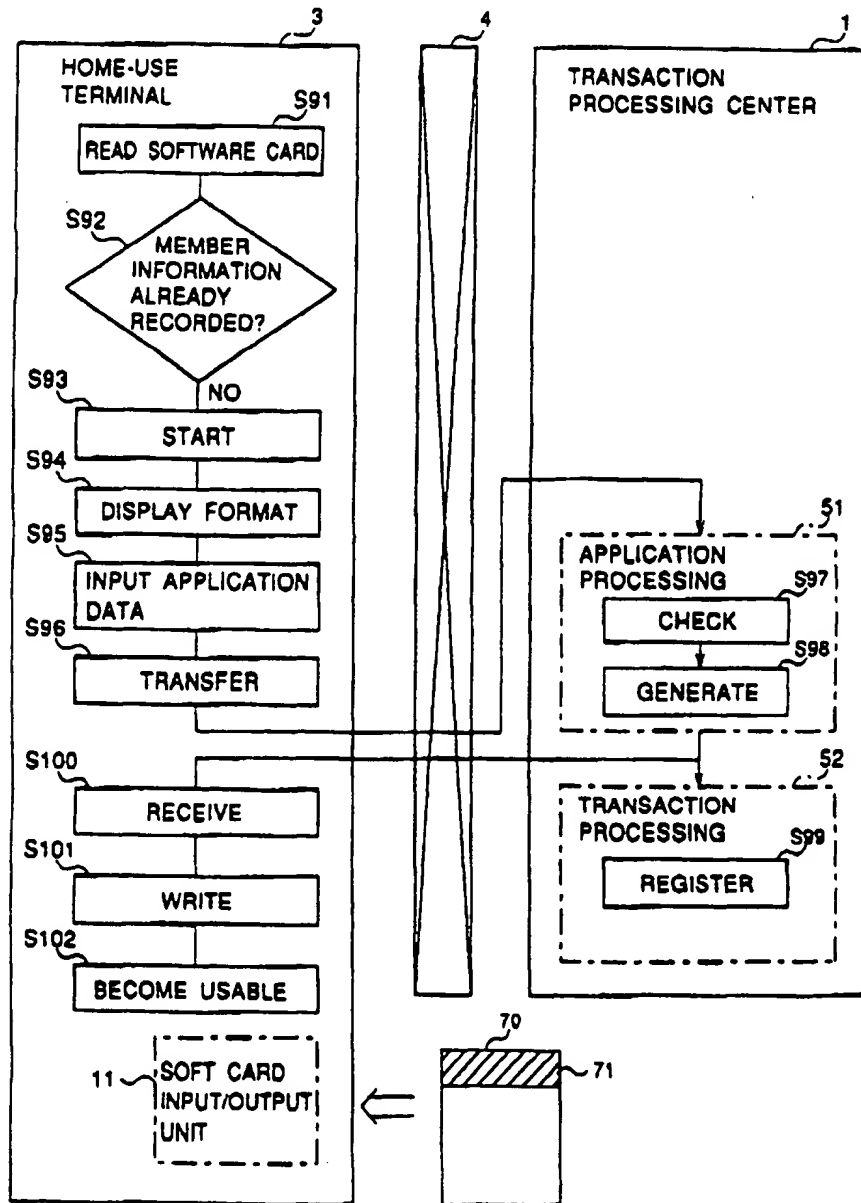 3
4
1
HOME-USE
TERMINAL
TRANSACTION
PROCESSING CENTER
S91
READ SOFTWARE CARD
S92
MEMBER
INFORMATION
ALREADY
RECORDED?
NO
S93
START
S94
DISPLAY FORMAT
S95
INPUT APPLICATION
DATA
S96
TRANSFER
51
APPLICATION
PROCESSING
S97
CHECK
S98
GENERATE
S100
RECEIVE
S101
WRITE
S102
BECOME USABLE
52
TRANSACTION
PROCESSING
S99
REGISTER
11
SOFT CARD
INPUT/OUTPUT
UNIT
70
71